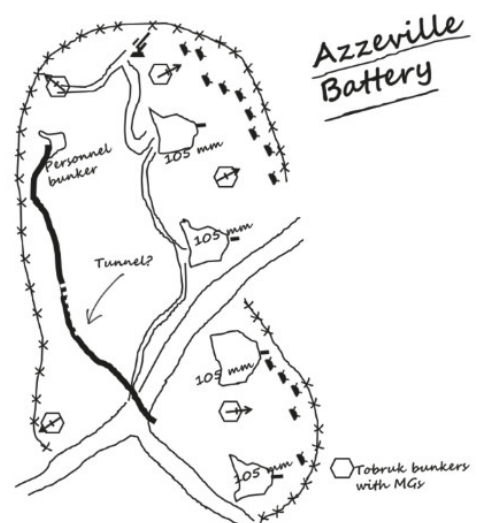 Azzeville
Battery
105 mm
Personnel
bunker
105 mm
Tunnel?
105 mm
105 mm
Tobruk bunkers
with MGs